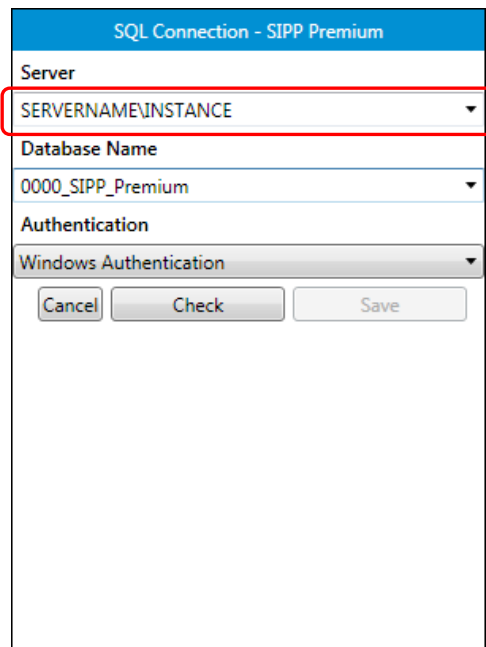 SQL Connection - SIPP Premium
Server
SERVERNAME\INSTANCE
Database Name
0000_SIPP_Premium
Authentication
Windows Authentication
Cancel Check Save